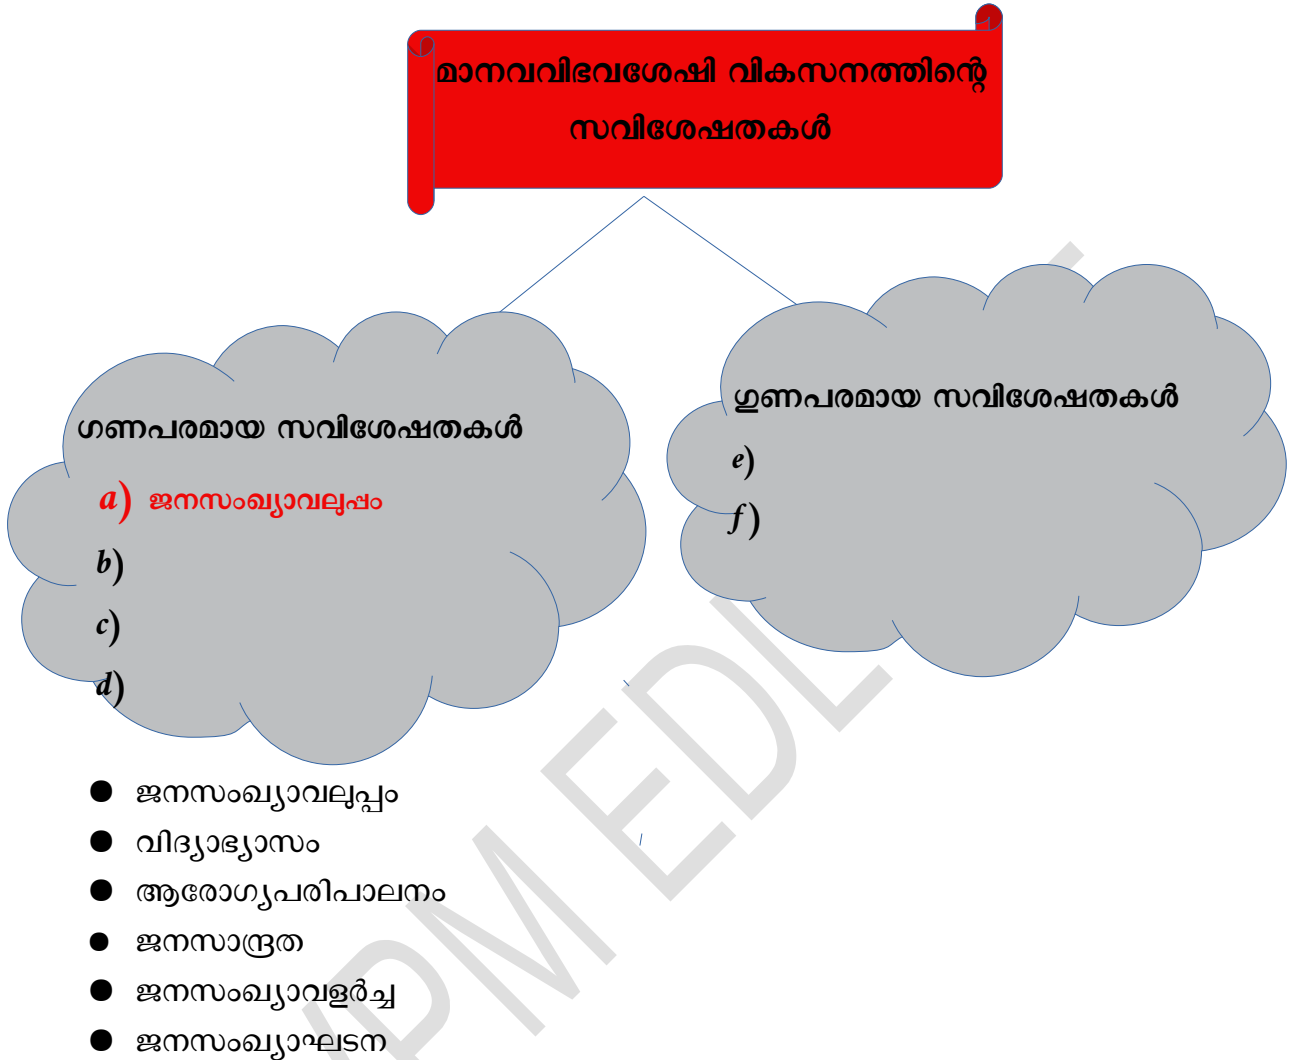 മാനവവിഭവശേഷി വികസനത്തിന്റെ
സവിശേഷതകൾ
ഗണപരമായ സവിശേഷതകൾ
a) ജനസംഖ്യാവലുപ്പം
b)
c)
d)
ഗുണപരമായ സവിശേഷതകൾ
e)
f)
● ജനസംഖ്യാവലുപ്പം
● വിദ്യാഭ്യാസം
● ആരോഗ്യപരിപാലനം
● ജനസാന്ദ്രത
● ജനസംഖ്യാവളർച്ച
● ജനസംഖ്യാഘടന